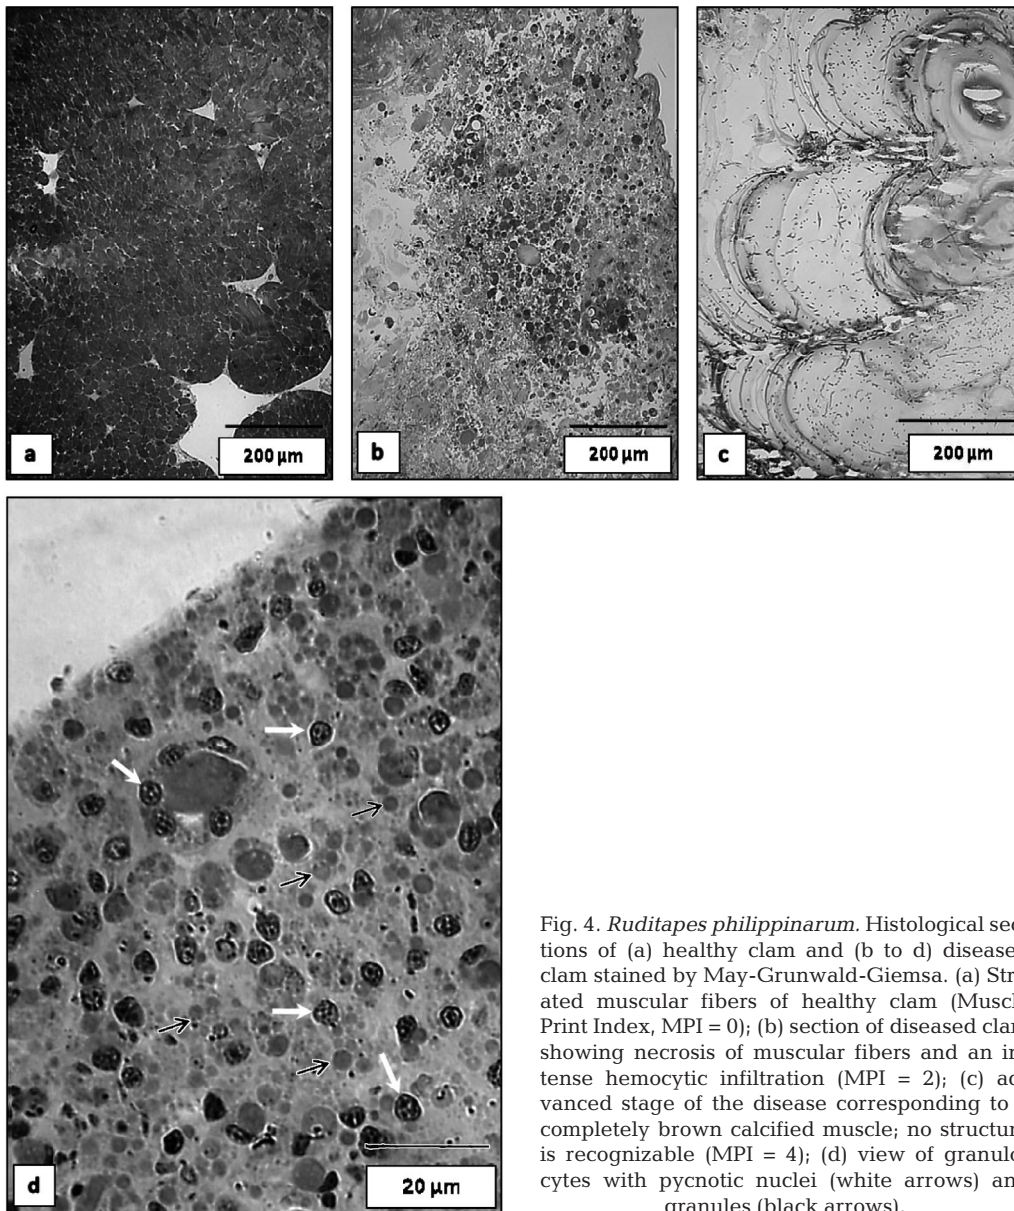 a
200 µm
b
200 µm
c
200 µm
d
20 µm
Fig. 4. Ruditapes philippinarum. Histological sec
tions of (a) healthy clam and (b to d) disease
clam stained by May-Grunwald-Giemsa. (a) Stri
ated muscular fibers of healthy clam (Muscl
Print Index, MPI = 0); (b) section of diseased clam
showing necrosis of muscular fibers and an in
tense hemocytic infiltration (MPI = 2); (c) ad
vanced stage of the disease corresponding to
completely brown calcified muscle; no structur
is recognizable (MPI = 4); (d) view of granulo
cytes with pycnotic nuclei (white arrows) an
granules (black arrows).